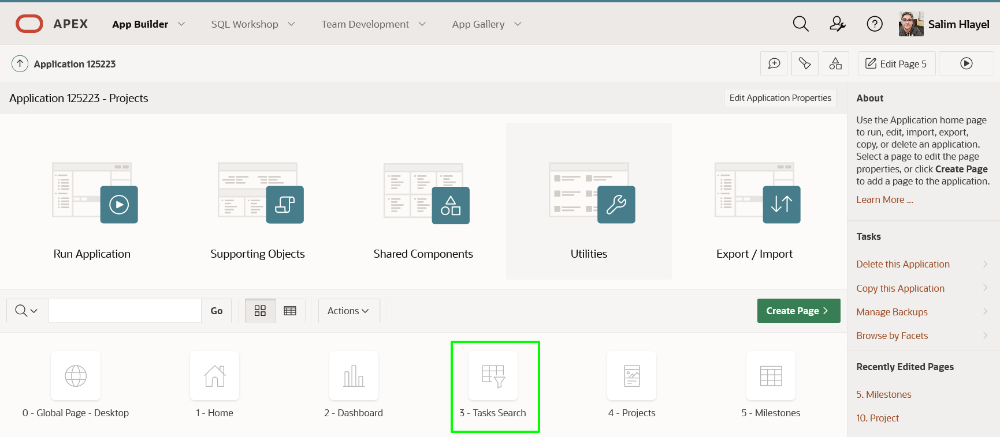 APEX App Builder SQL Workshop Team Development App Gallery Salim Hlayel
Application 125223 Edit Page 5
Application 125223 - Projects Edit Application Properties
Run Application Supporting Objects Shared Components Utilities Export / Import
Go Actions Create Page
0 - Global Page - Desktop 1 - Home 2 - Dashboard 3 - Tasks Search 4 - Projects 5 - Milestones
About
Use the Application home page
to run, edit, import, export,
copy, or delete an application.
Select a page to edit the page
properties, or click Create Page
to add a page to the application.
Learn More ...
Tasks
Delete this Application
Copy this Application
Manage Backups
Browse by Facets
Recently Edited Pages
5. Milestones
10. Project